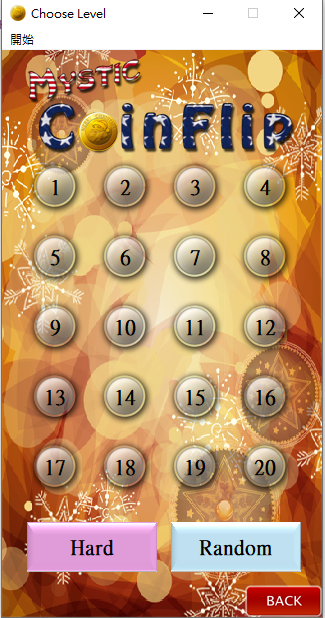 Choose Level
開始
MYSTIC
CoinFlip
1 2 3 4
5 6 7 8
9 10 11 12
13 14 15 16
17 18 19 20
Hard Random
BACK